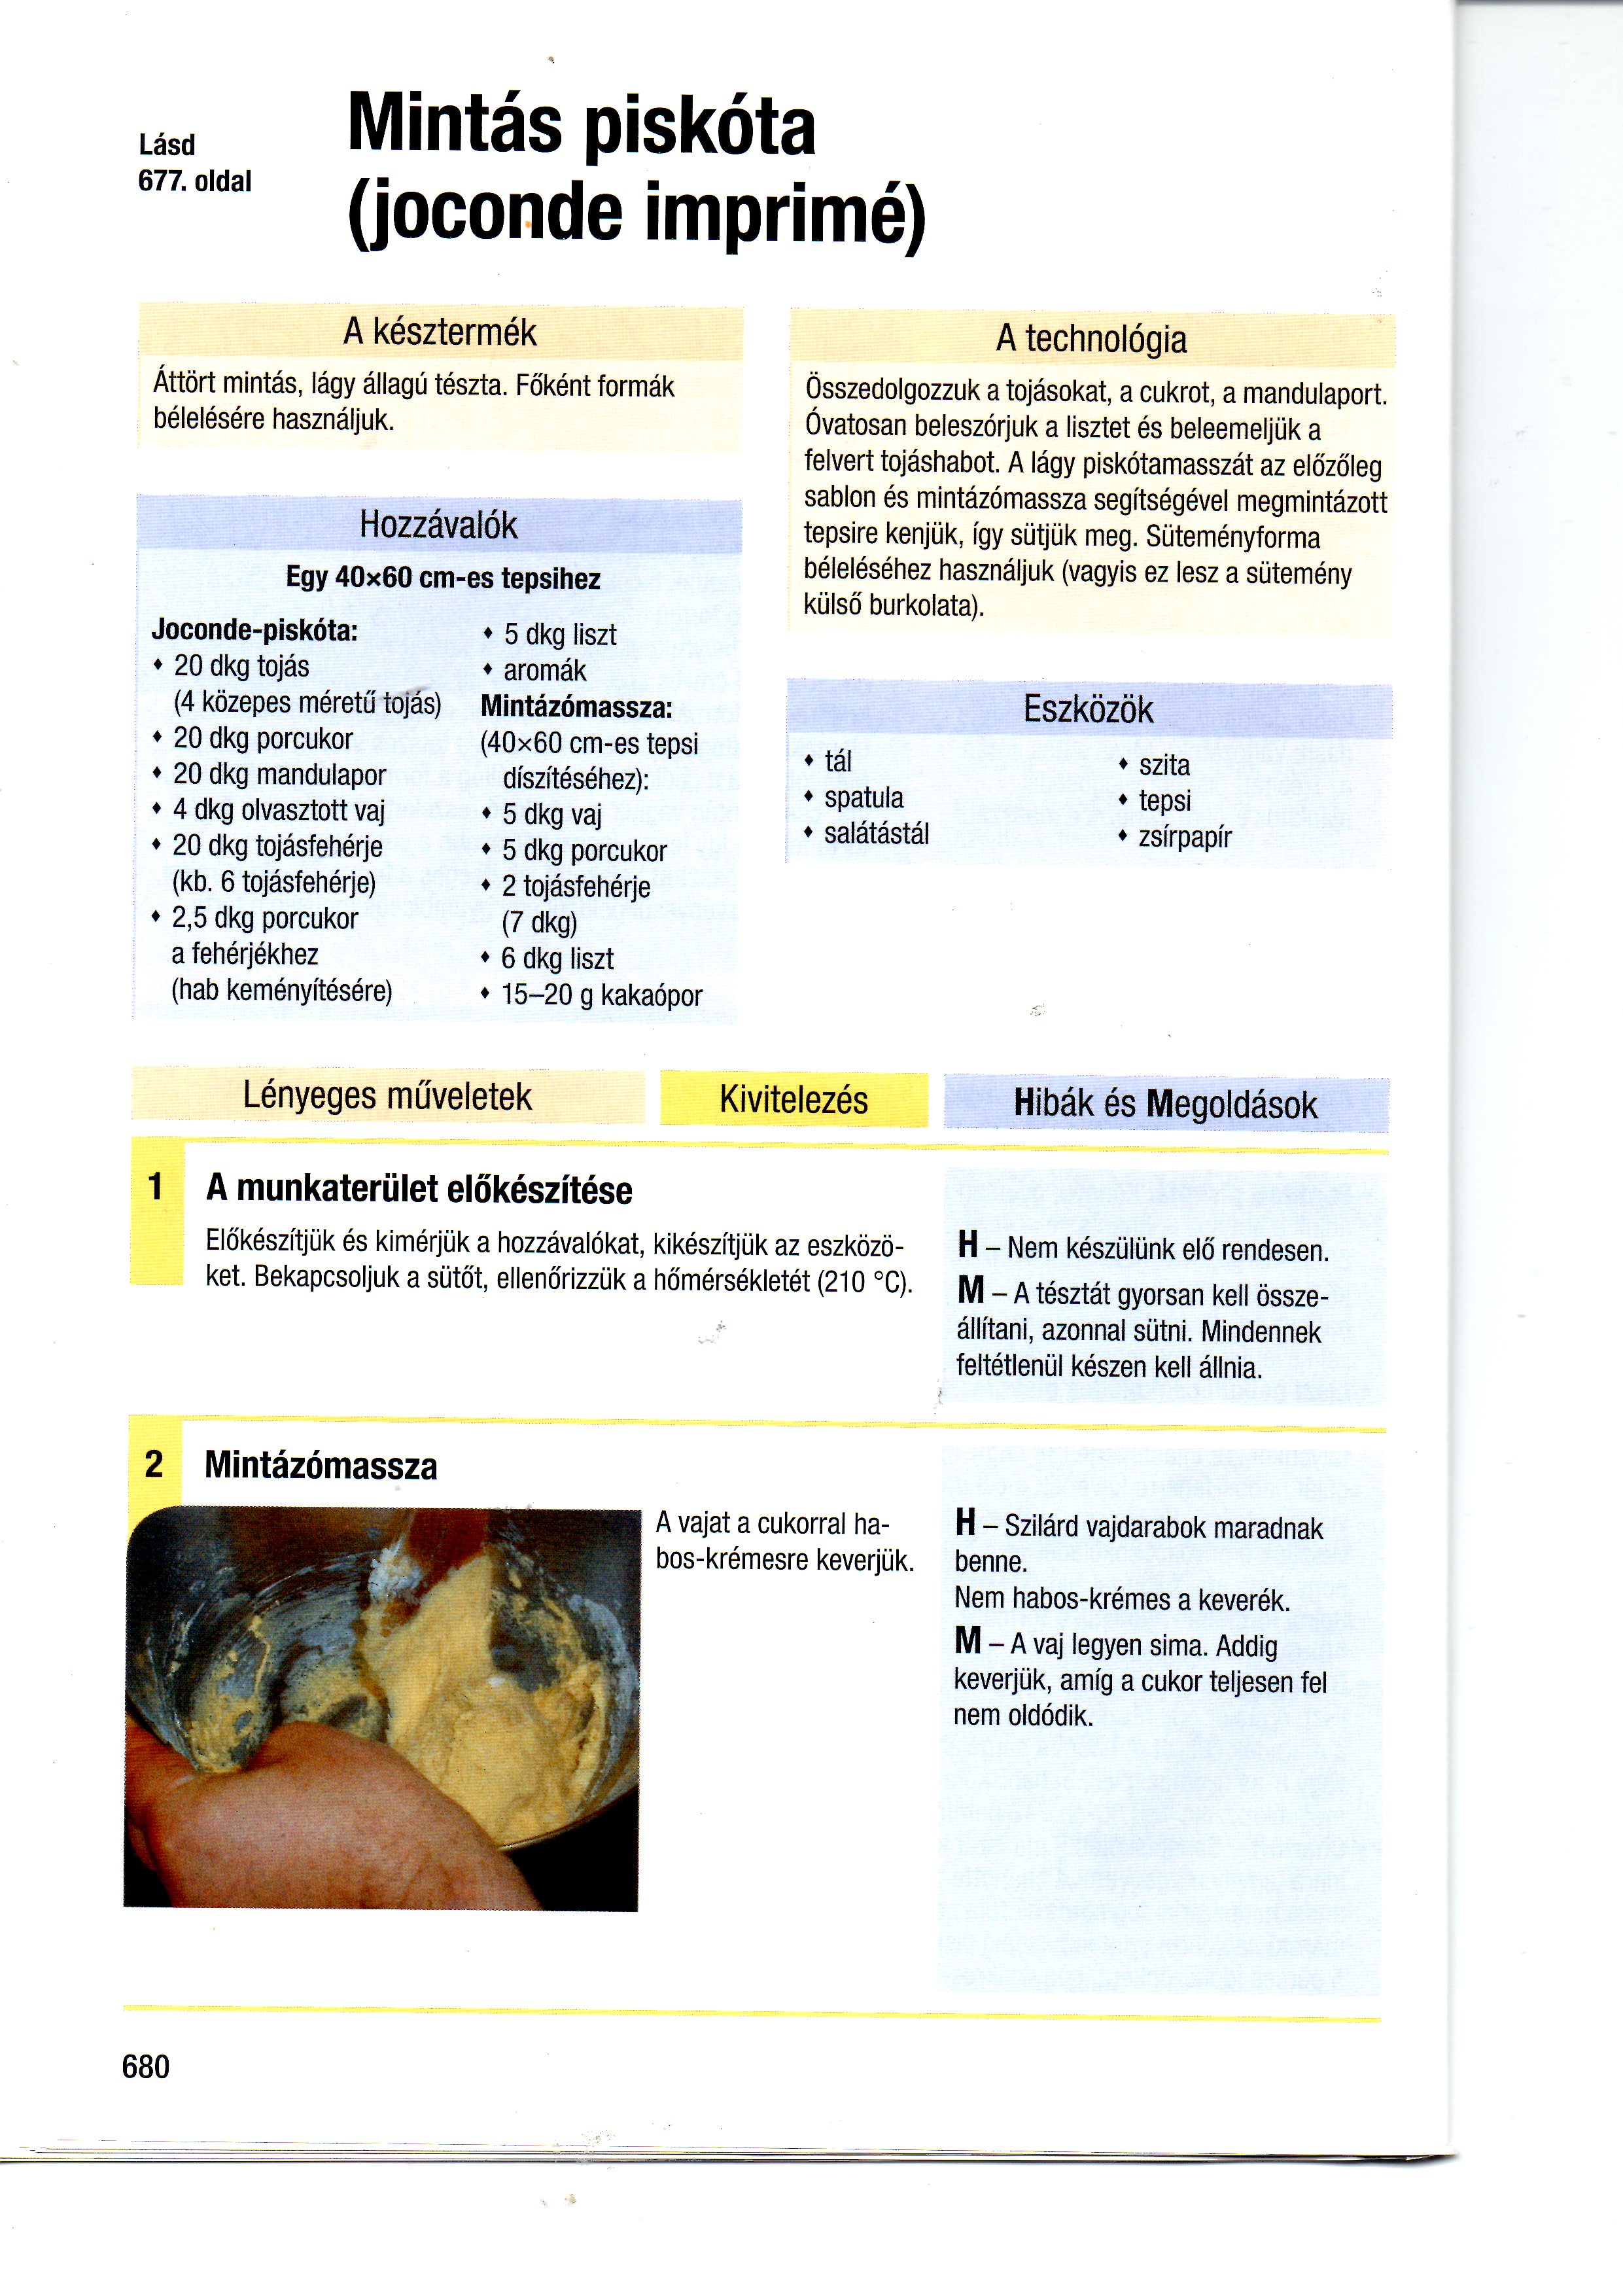 Lásd
677. oldal
Mintás piskóta
(joconde imprimé)
A késztermék
Áttört mintás, lágy állagú tészta. Főként formák
bélelésére használjuk.
Hozzávalók
Egy 40×60 cm-es tepsihez
Joconde-piskóta:
♦ 20 dkg tojás
(4 közepes méretű tojás)
♦ 20 dkg porcukor
♦ 20 dkg mandulapor
♦ 4 dkg olvasztott vaj
♦ 20 dkg tojásfehérje
(kb. 6 tojásfehérje)
♦ 2,5 dkg porcukor
a fehérjékhez
(hab keményítésére)
♦ 5 dkg liszt
♦ aromák
Mintázómassza:
(40×60 cm-es tepsi
díszítéséhez):
♦ 5 dkg vaj
♦ 5 dkg porcukor
♦ 2 tojásfehérje
(7 dkg)
♦ 6 dkg liszt
♦ 15–20 g kakaópor
A technológia
Összedolgozzuk a tojásokat, a cukrot, a mandulaport.
Óvatosan beleszórjuk a lisztet és beleemeljük a
felvert tojáshabot. A lágy piskótamasszát az előzőleg
sablon és mintázómassza segítségével megmintázott
tepsire kenjük, így sütjük meg. Süteményforma
béleléséhez használjuk (vagyis ez lesz a sütemény
külső burkolata).
Eszközök
♦ tál
♦ spatula
♦ salátástál
♦ szita
♦ tepsi
♦ zsírpapír
Lényeges műveletek
Kivitelezés
Hibák és Megoldások
1 A munkaterület előkészítése
Előkészítjük és kimérjük a hozzávalókat, kikészítjük az eszközö-
ket. Bekapcsoljuk a sütőt, ellenőrizzük a hőmérsékletét (210 °C).
H – Nem készülünk elő rendesen.
M – A tésztát gyorsan kell össze-
állítani, azonnal sütni. Mindennek
feltétlenül készen kell állnia.
2 Mintázómassza
A vajat a cukorral ha-
bos-krémesre keverjük.
H – Szilárd vajdarabok maradnak
benne.
Nem habos-krémes a keverék.
M – A vaj legyen sima. Addig
keverjük, amíg a cukor teljesen fel
nem oldódik.
680